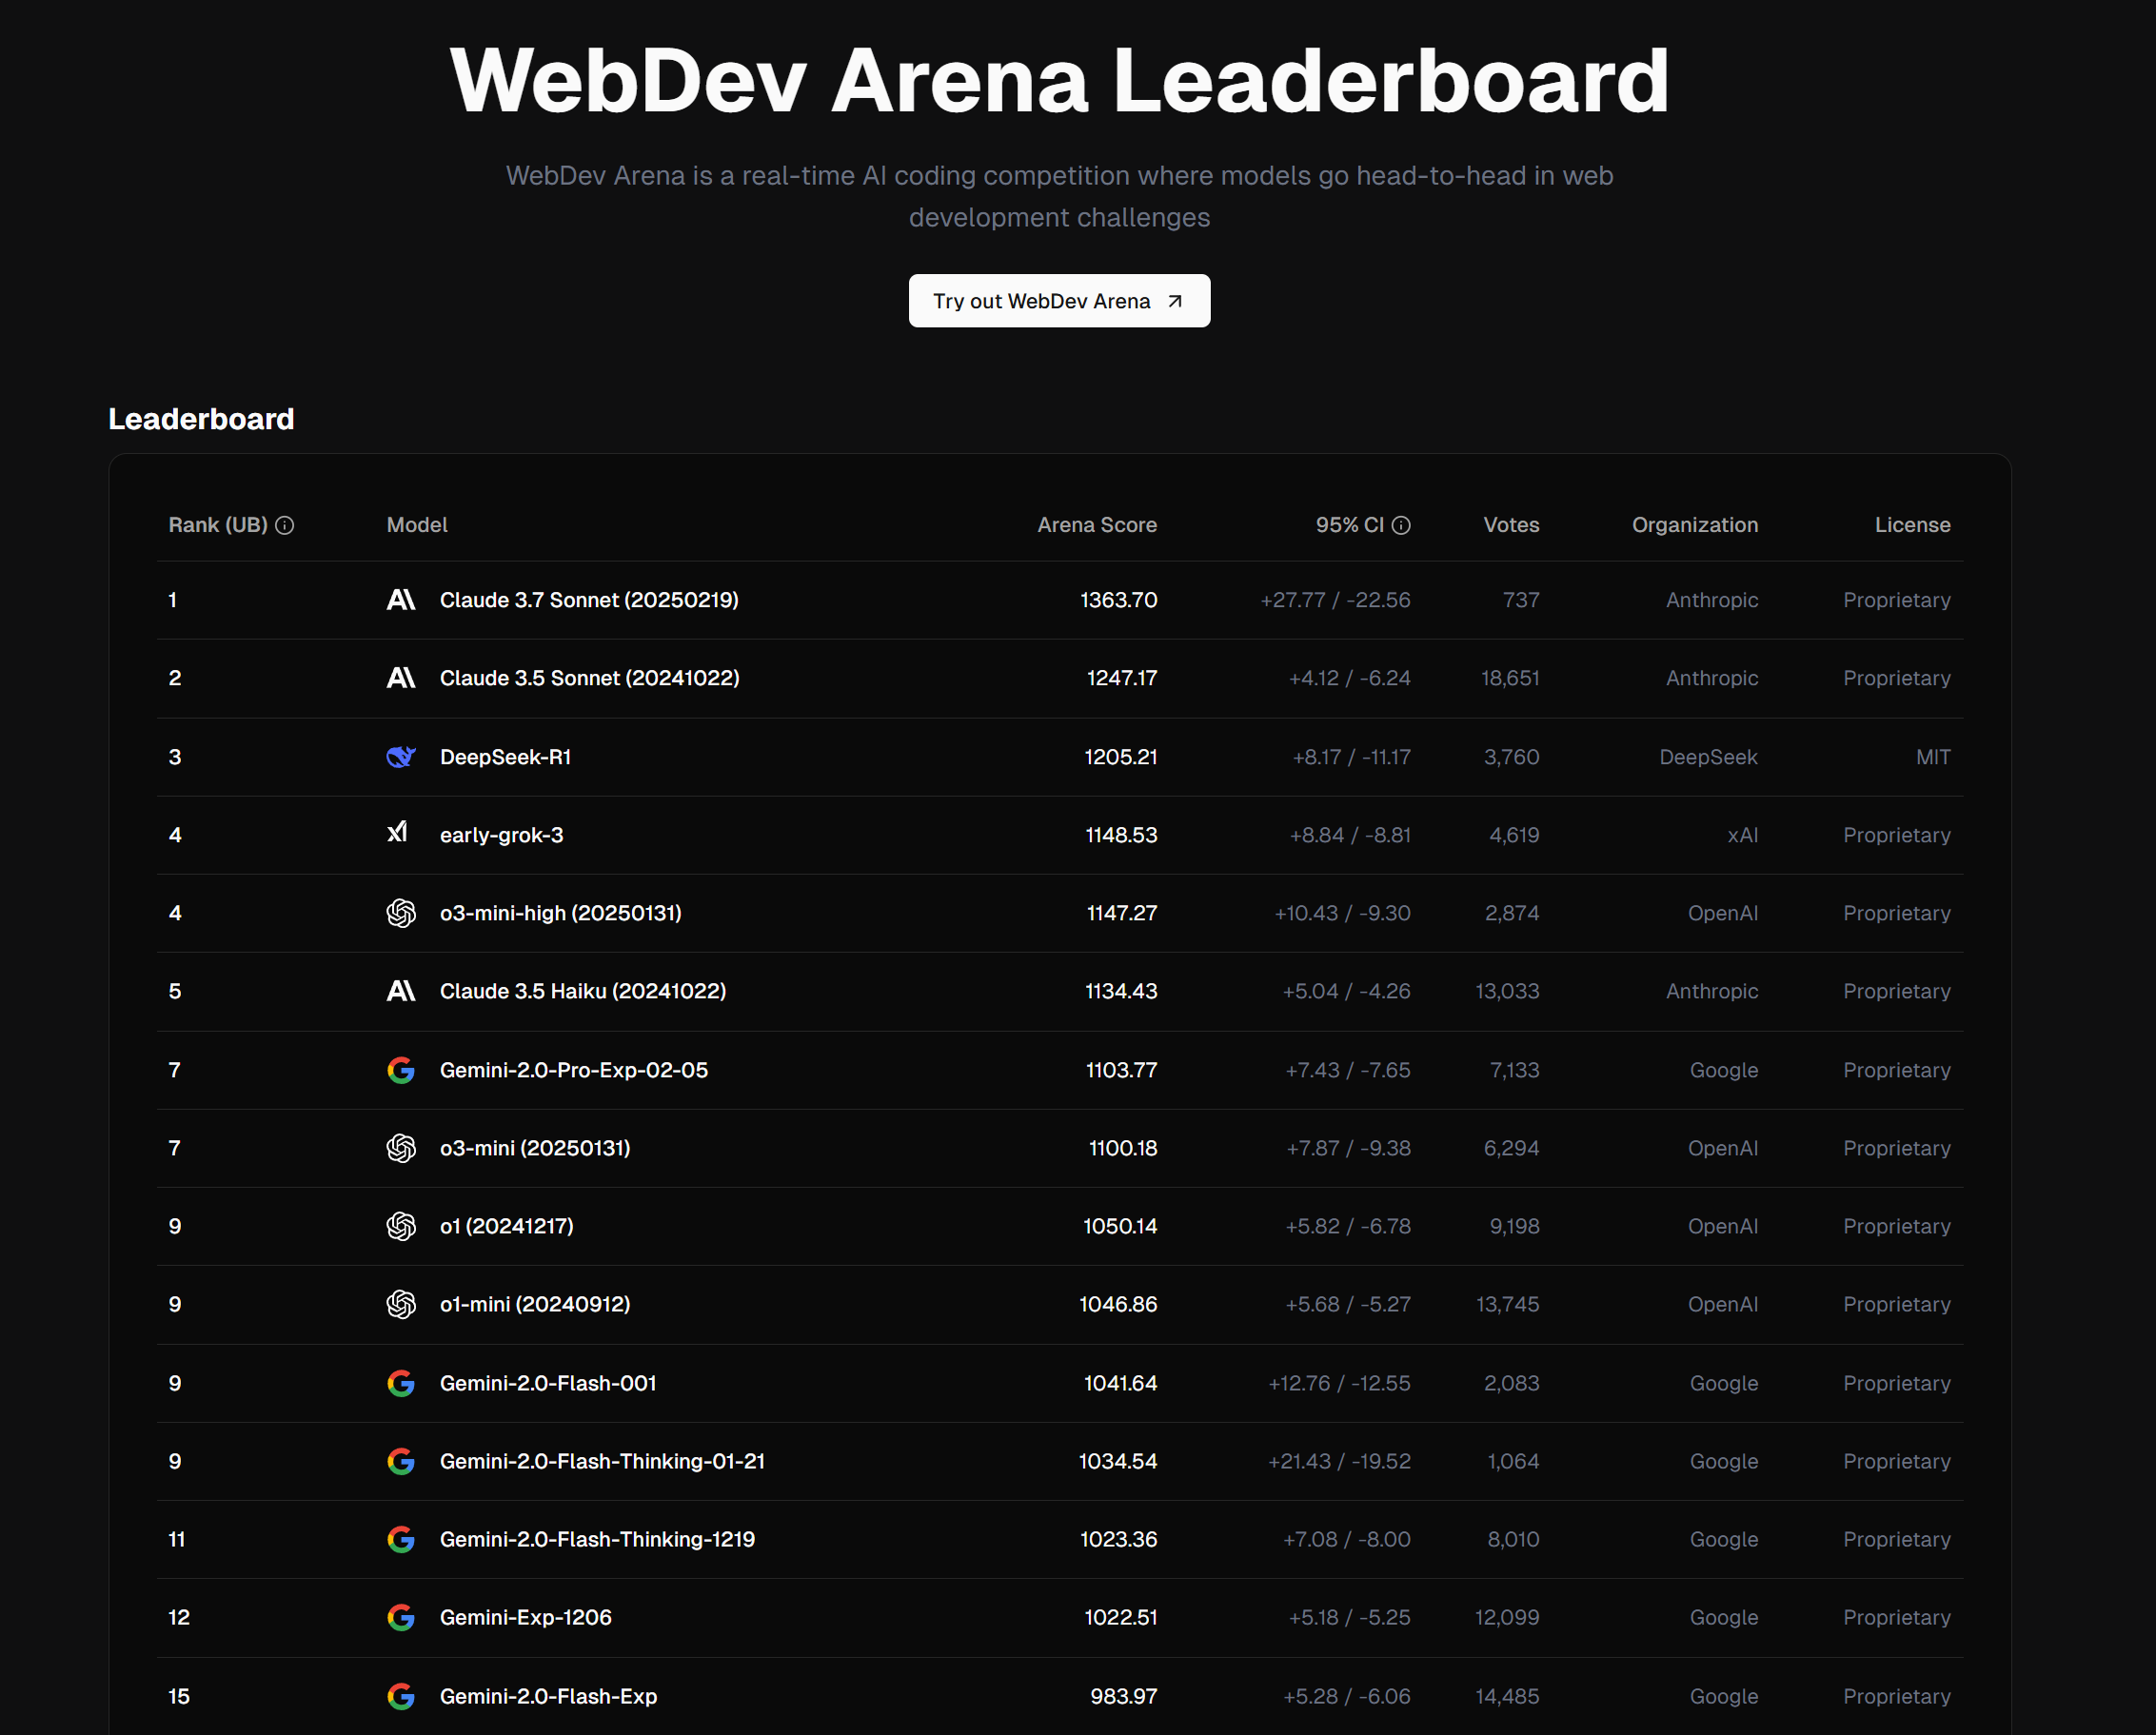 WebDev Arena Leaderboard
WebDev Arena is a real-time AI coding competition where models go head-to-head in web
development challenges
Try out WebDev Arena
Leaderboard
Rank (UB) Model Arena Score 95% CI Votes Organization License
1 Claude 3.7 Sonnet (20250219) 1363.70 +27.77 / -22.56 737 Anthropic Proprietary
2 Claude 3.5 Sonnet (20241022) 1247.17 +4.12 / -6.24 18,651 Anthropic Proprietary
3 DeepSeek-R1 1205.21 +8.17 / -11.17 3,760 DeepSeek MIT
4 early-grok-3 1148.53 +8.84 / -8.81 4,619 xAI Proprietary
4 o3-mini-high (20250131) 1147.27 +10.43 / -9.30 2,874 OpenAI Proprietary
5 Claude 3.5 Haiku (20241022) 1134.43 +5.04 / -4.26 13,033 Anthropic Proprietary
7 Gemini-2.0-Pro-Exp-02-05 1103.77 +7.43 / -7.65 7,133 Google Proprietary
7 o3-mini (20250131) 1100.18 +7.87 / -9.38 6,294 OpenAI Proprietary
9 o1 (20241217) 1050.14 +5.82 / -6.78 9,198 OpenAI Proprietary
9 o1-mini (20240912) 1046.86 +5.68 / -5.27 13,745 OpenAI Proprietary
9 Gemini-2.0-Flash-001 1041.64 +12.76 / -12.55 2,083 Google Proprietary
9 Gemini-2.0-Flash-Thinking-01-21 1034.54 +21.43 / -19.52 1,064 Google Proprietary
11 Gemini-2.0-Flash-Thinking-1219 1023.36 +7.08 / -8.00 8,010 Google Proprietary
12 Gemini-Exp-1206 1022.51 +5.18 / -5.25 12,099 Google Proprietary
15 Gemini-2.0-Flash-Exp 983.97 +5.28 / -6.06 14,485 Google Proprietary